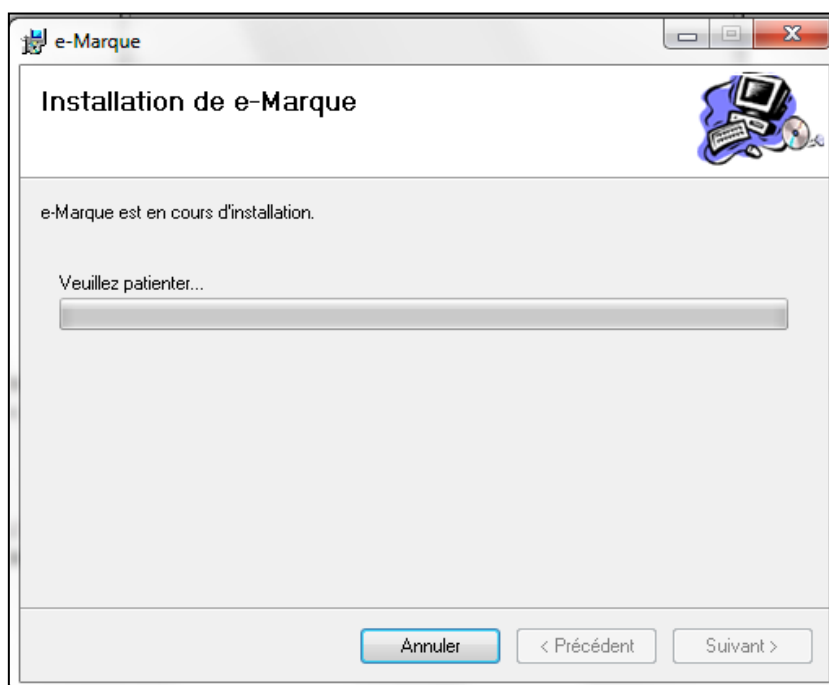 e-Marque
Installation de e-Marque
e-Marque est en cours d'installation.
Veuillez patienter...
Annuler
< Précédent
Suivant >